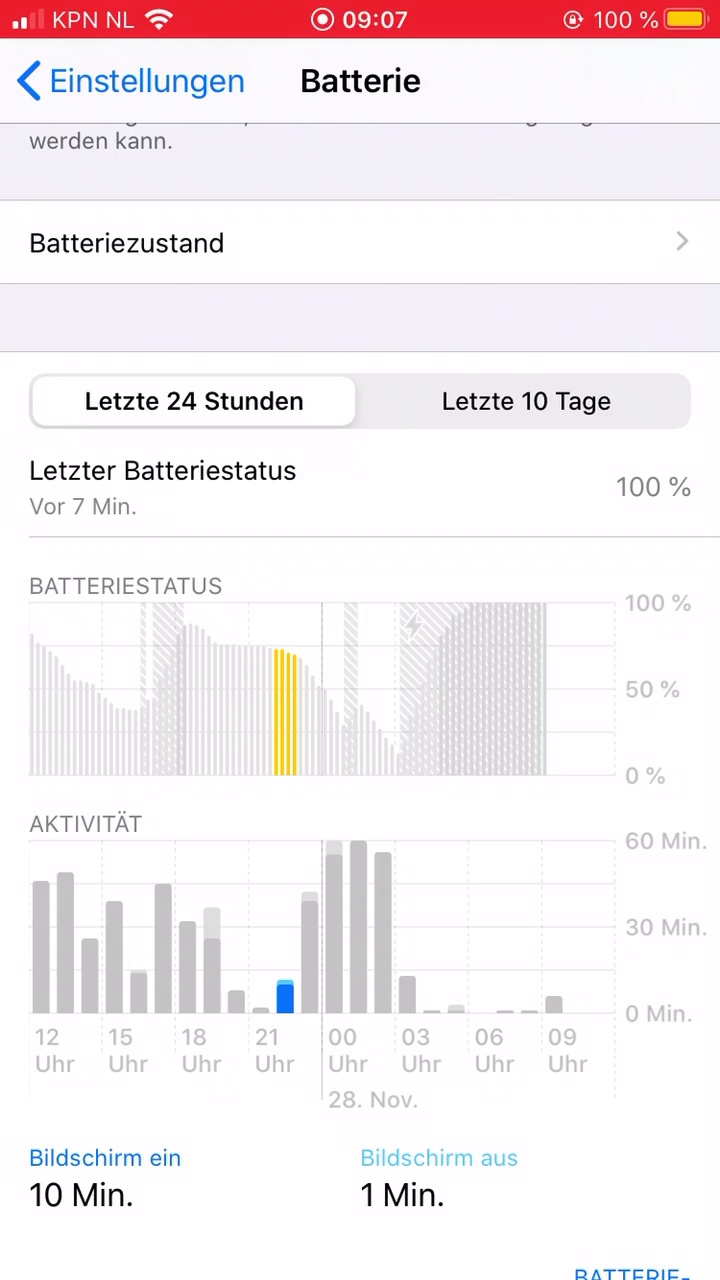 KPN NL 09:07 100 %
Einstellungen Batterie
werden kann.
Batteriezustand
Letzte 24 Stunden Letzte 10 Tage
Letzter Batteriestatus
100 %
Vor 7 Min.
BATTERIESTATUS
100 %
50 %
0 %
AKTIVITÄT
60 Min.
30 Min.
0 Min.
12 15 18 21 00 03 06 09
Uhr Uhr Uhr Uhr Uhr Uhr Uhr Uhr
28. Nov.
Bildschirm ein Bildschirm aus
10 Min. 1 Min.
BATTERIE-